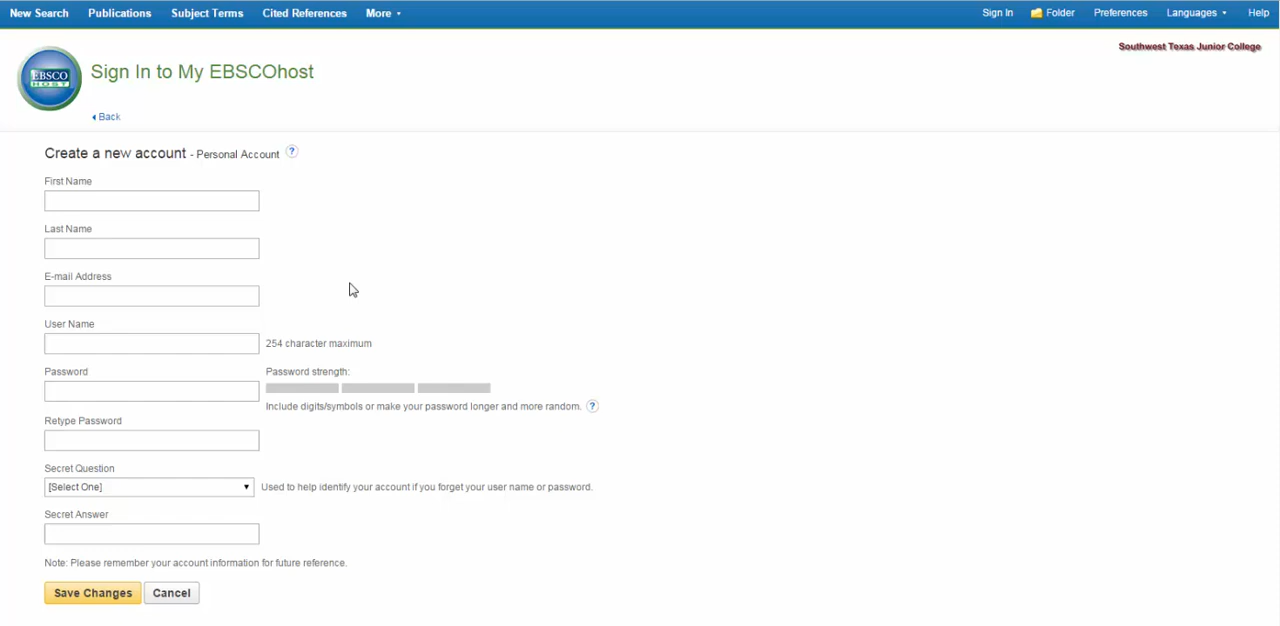 New Search Publications Subject Terms Cited References More Sign In Folder Preferences Languages Help
Southwest Texas Junior College
EBSCO
HOST
Sign In to My EBSCOhost
Back
Create a new account - Personal Account ?
First Name
Last Name
E-mail Address
User Name
254 character maximum
Password Password strength:
Include digits/symbols or make your password longer and more random. ?
Retype Password
Secret Question
[Select One] Used to help identify your account if you forget your user name or password.
Secret Answer
Note: Please remember your account information for future reference.
Save Changes Cancel